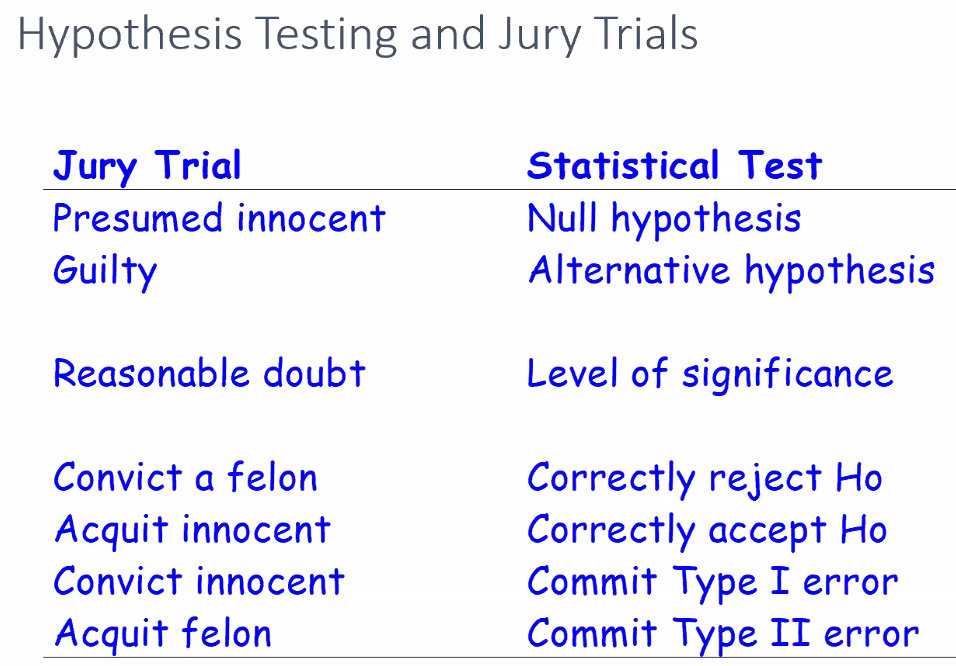 Hypothesis Testing and Jury Trials
Jury Trial Statistical Test
Presumed innocent Null hypothesis
Guilty Alternative hypothesis
Reasonable doubt Level of significance
Convict a felon Correctly reject Ho
Acquit innocent Correctly accept Ho
Convict innocent Commit Type I error
Acquit felon Commit Type II error